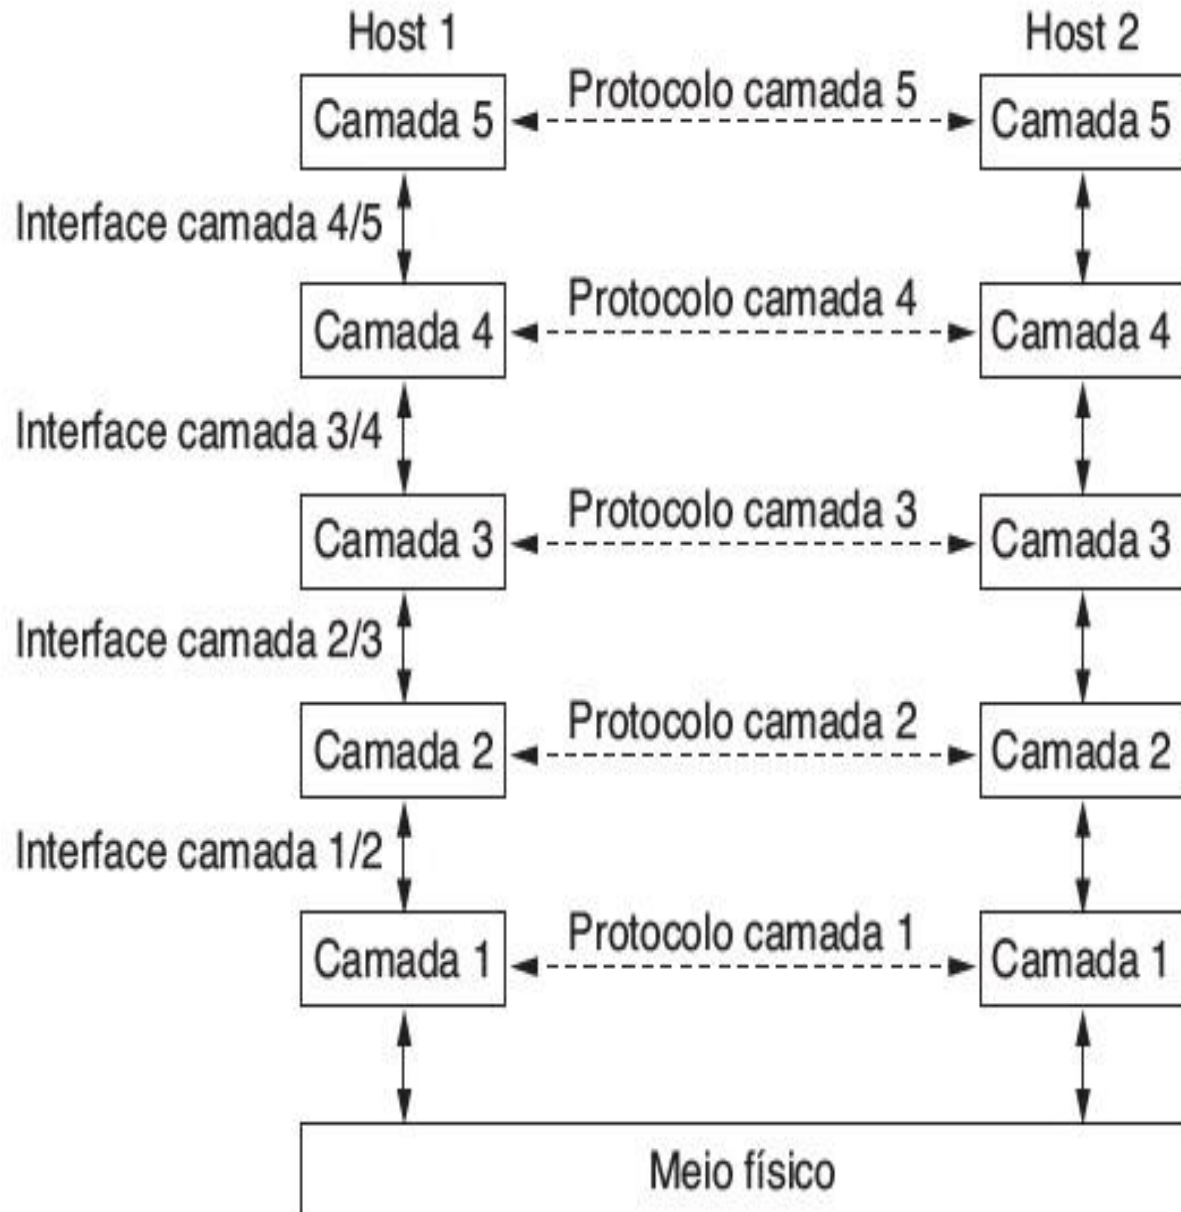 Host 1
Host 2
Camada 5
Protocolo camada 5
Camada 5
Interface camada 4/5
Camada 4
Protocolo camada 4
Camada 4
Interface camada 3/4
Camada 3
Protocolo camada 3
Camada 3
Interface camada 2/3
Camada 2
Protocolo camada 2
Camada 2
Interface camada 1/2
Camada 1
Protocolo camada 1
Camada 1
Meio físico